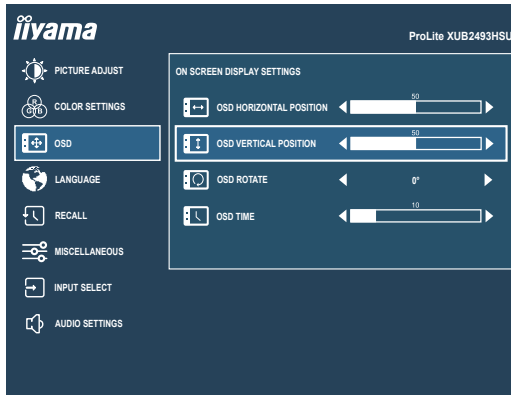 iiyama
ProLite XUB2493HSU
PICTURE ADJUST
COLOR SETTINGS
R
G B
OSD
LANGUAGE
RECALL
MISCELLANEOUS
INPUT SELECT
AUDIO SETTINGS
ON SCREEN DISPLAY SETTINGS
OSD HORIZONTAL POSITION
50
OSD VERTICAL POSITION
50
OSD ROTATE
0°
OSD TIME
10